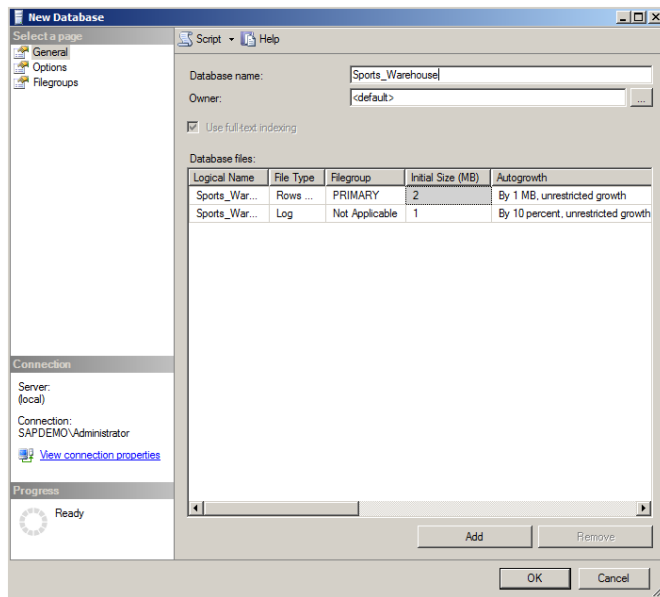 New Database
Select a page
General
Options
Filegroups
Script
Help
Database name:
Sports_Warehouse
Owner:
<default>
...
Use full-text indexing
Database files:
Logical Name File Type Filegroup Initial Size (MB) Autogrowth
Sports_War... Rows ... PRIMARY 2 By 1 MB, unrestricted growth
Sports_War... Log Not Applicable 1 By 10 percent, unrestricted growth
Connection
Server:
(local)
Connection:
SAPDEMO\Administrator
View connection properties
Progress
Ready
Add
Remove
OK
Cancel